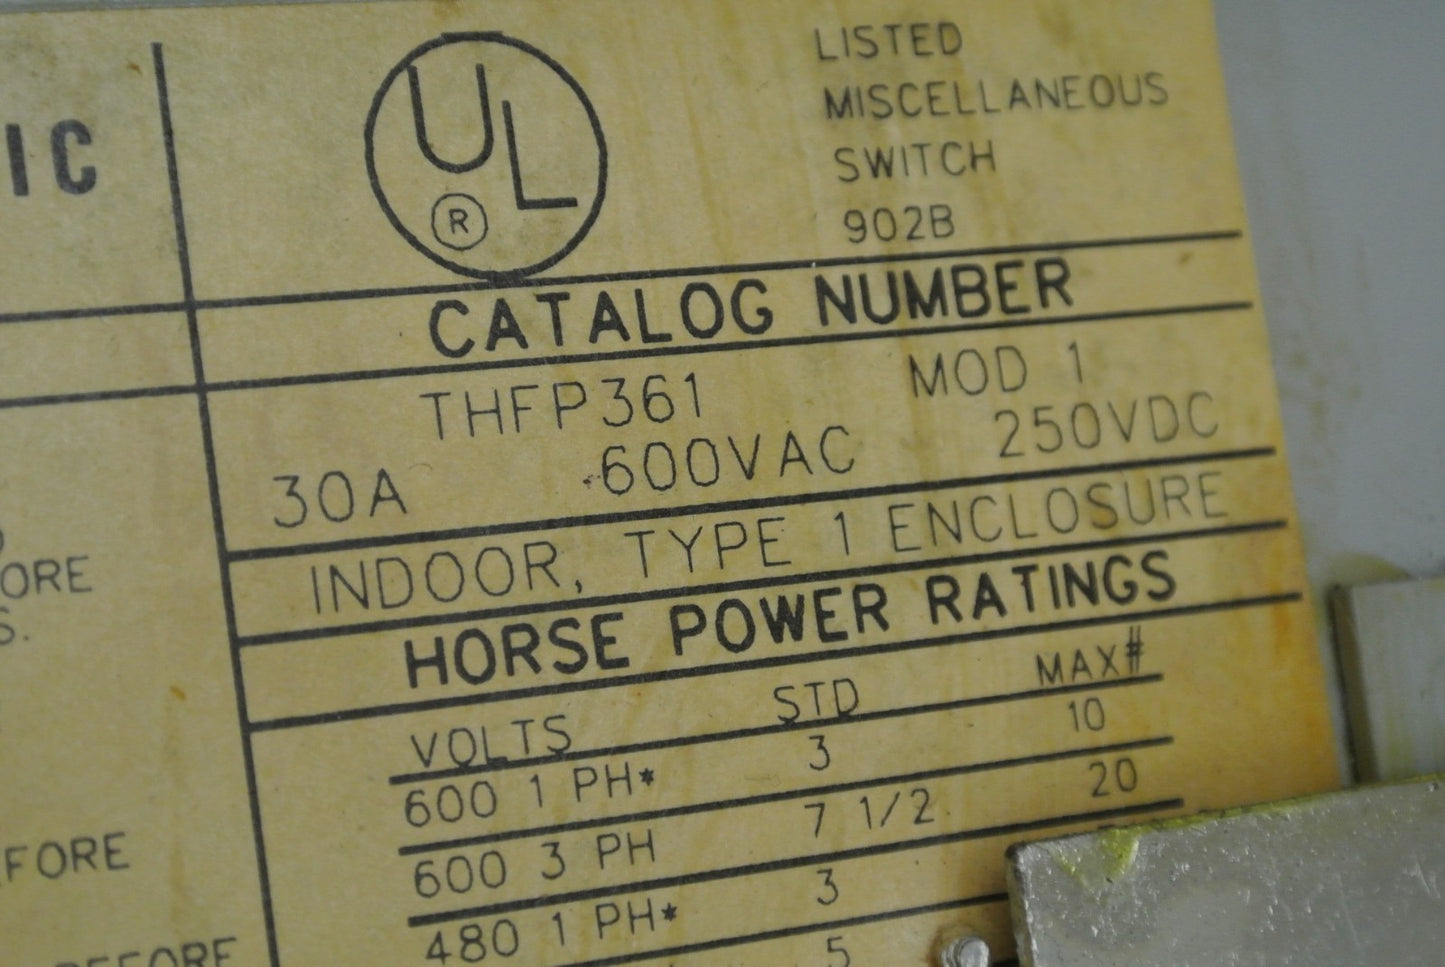 IC
UL
®
LISTED
MISCELLANEOUS
SWITCH
902B
CATALOG NUMBER
THFP361 MOD 1
30A 600VAC 250VDC
INDOOR, TYPE 1 ENCLOSURE
HORSE POWER RATINGS
VOLTS STD MAX#
600 1 PH* 3 10
600 3 PH 7 1/2 20
480 1 PH* 3
5
ORE
S.
EFORE
BEFORE